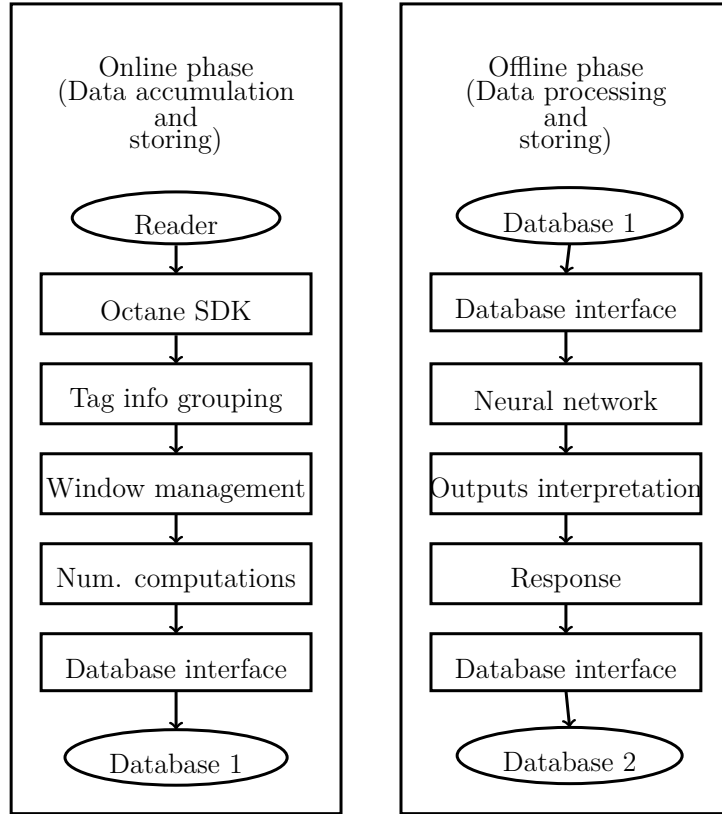 Online phase
(Data accumulation
and
storing)
Reader
Octane SDK
Tag info grouping
Window management
Num. computations
Database interface
Database 1
Offline phase
(Data processing
and
storing)
Database 1
Database interface
Neural network
Outputs interpretation
Response
Database interface
Database 2